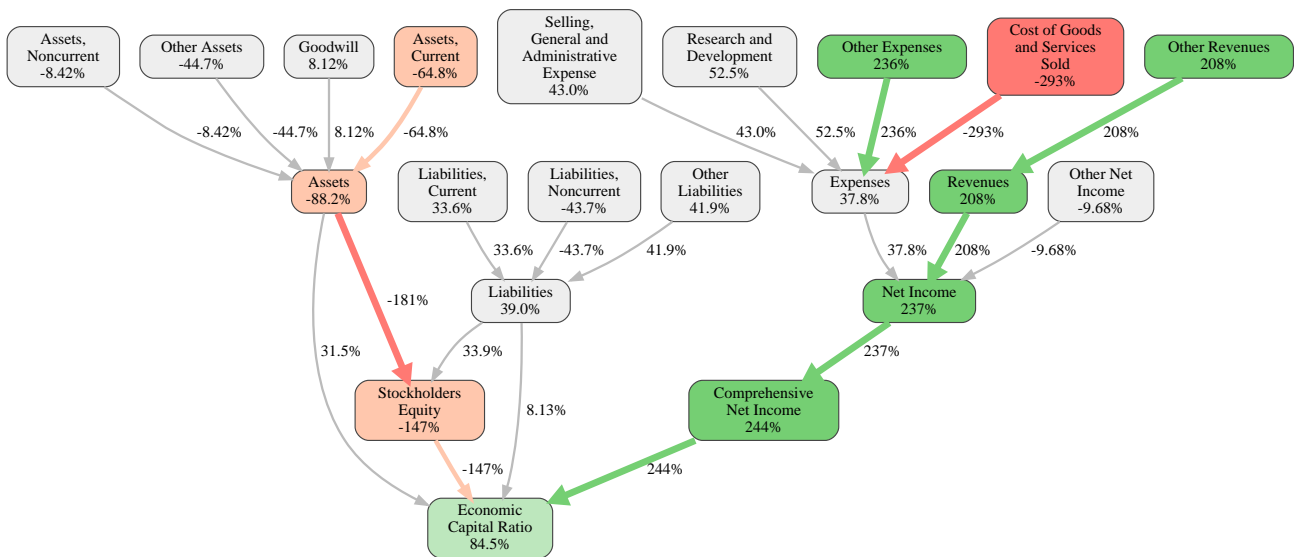 Assets,
Noncurrent
-8.42%
Other Assets
-44.7%
Goodwill
8.12%
Assets,
Current
-64.8%
Selling,
General and
Administrative
Expense
43.0%
Research and
Development
52.5%
Other Expenses
236%
Cost of Goods
and Services
Sold
-293%
Other Revenues
208%
-8.42%
-44.7%
8.12%
-64.8%
43.0%
52.5%
236%
-293%
208%
Assets
-88.2%
Liabilities,
Current
33.6%
Liabilities,
Noncurrent
-43.7%
Other
Liabilities
41.9%
Expenses
37.8%
Revenues
208%
Other Net
Income
-9.68%
33.6%
-43.7%
41.9%
37.8%
208%
-9.68%
-181%
Liabilities
39.0%
Net Income
237%
31.5%
33.9%
237%
Stockholders
Equity
-147%
8.13%
Comprehensive
Net Income
244%
-147%
244%
Economic
Capital Ratio
84.5%